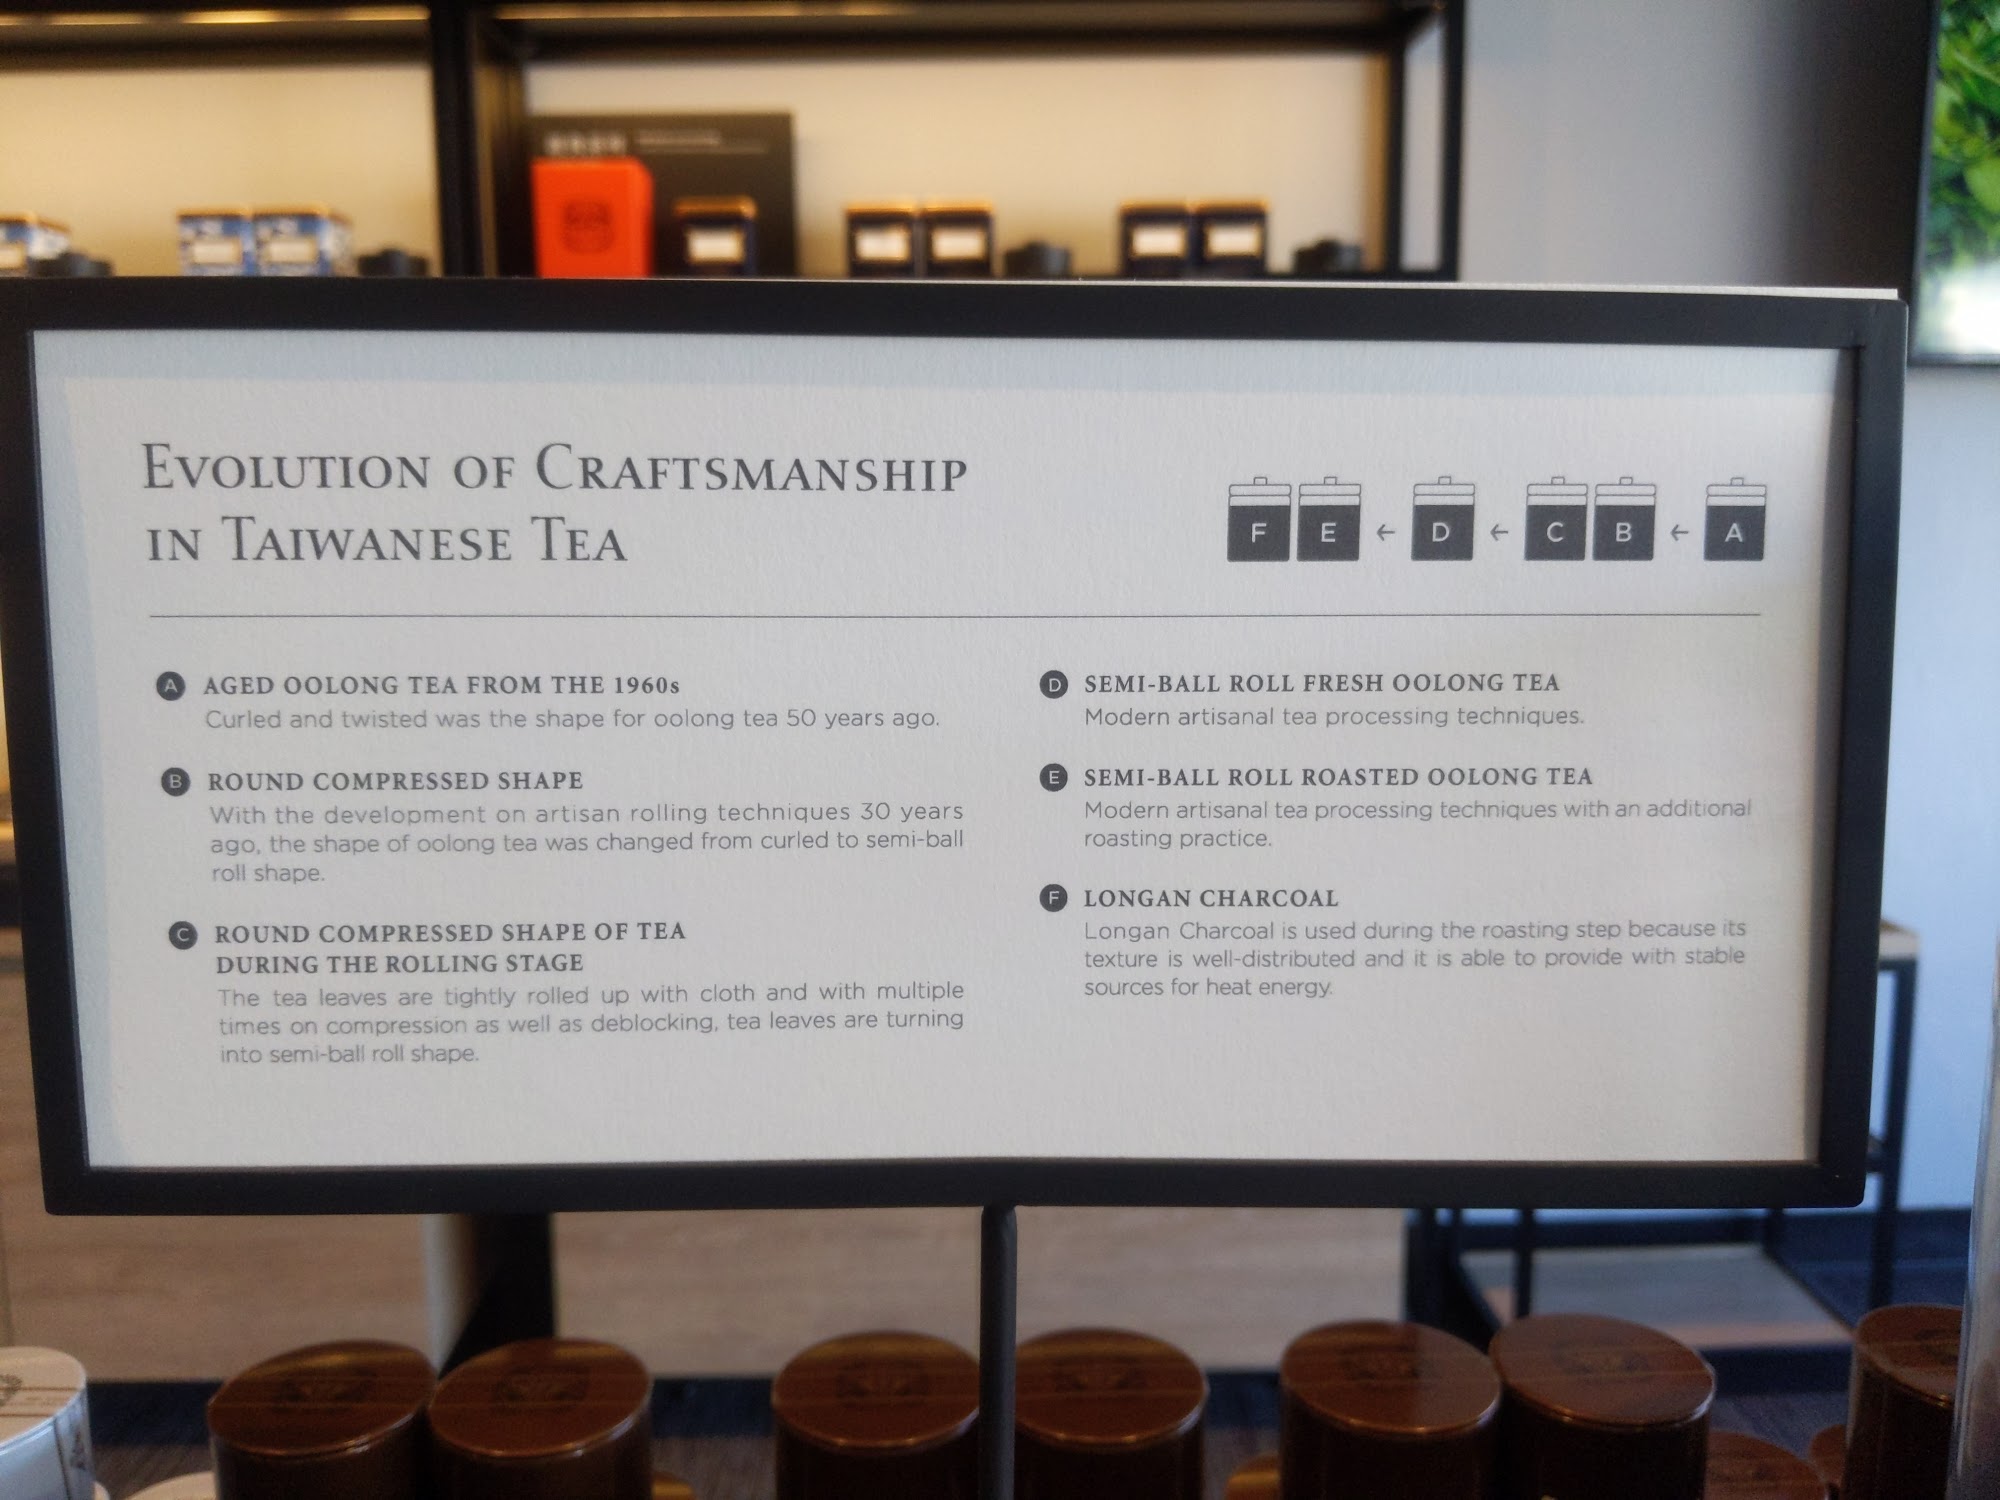 EVOLUTION OF CRAFTSMANSHIP
IN TAIWANESE TEA
F E ← D ← C B ← A
A AGED OOLONG TEA FROM THE 1960s
Curled and twisted was the shape for oolong tea 50 years ago.
B ROUND COMPRESSED SHAPE
With the development on artisan rolling techniques 30 years
ago, the shape of oolong tea was changed from curled to semi-ball
roll shape.
C ROUND COMPRESSED SHAPE OF TEA
DURING THE ROLLING STAGE
The tea leaves are tightly rolled up with cloth and with multiple
times on compression as well as deblocking, tea leaves are turning
into semi-ball roll shape.
D SEMI-BALL ROLL FRESH OOLONG TEA
Modern artisanal tea processing techniques.
E SEMI-BALL ROLL ROASTED OOLONG TEA
Modern artisanal tea processing techniques with an additional
roasting practice.
F LONGAN CHARCOAL
Longan Charcoal is used during the roasting step because its
texture is well-distributed and it is able to provide with stable
sources for heat energy.